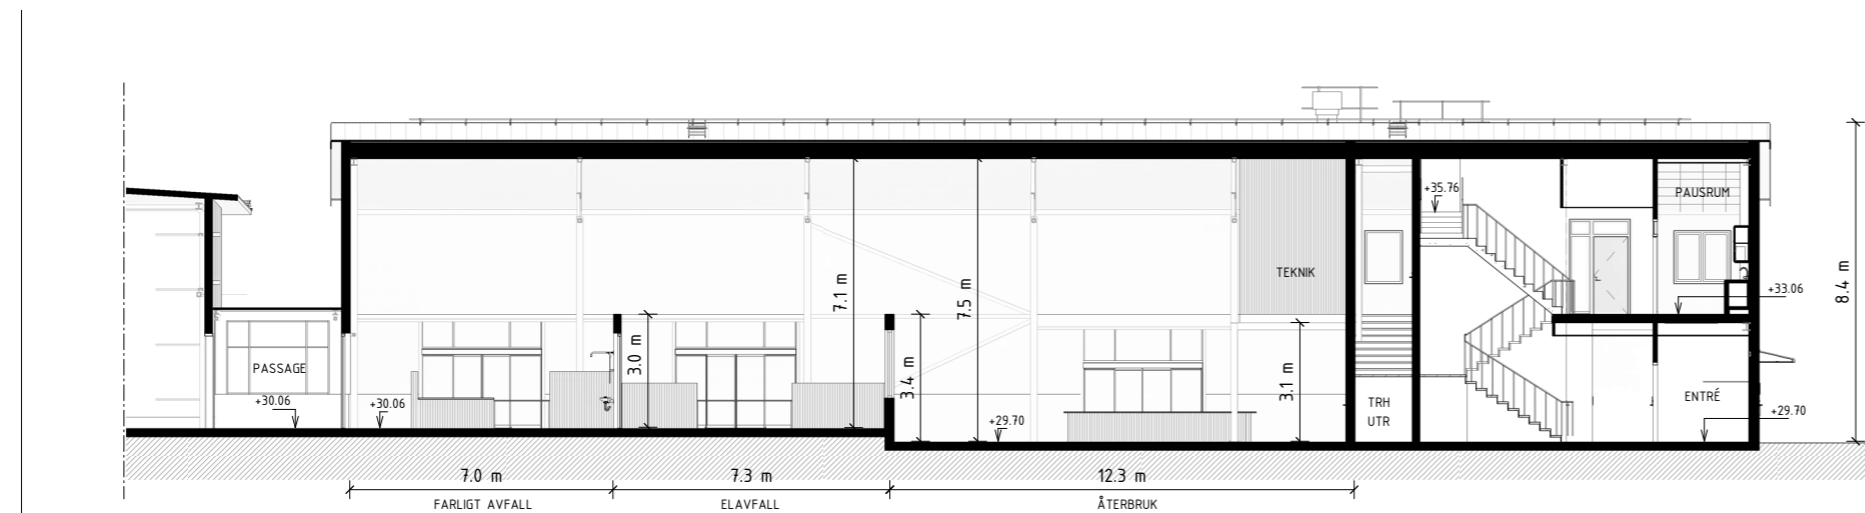 +35.76
PAUSRUM
TEKNIK
7.1 m
7.5 m
8.4 m
+33.06
3.0 m
3.4 m
3.1 m
PASSAGE
+30.06
+30.06
+29.70
TRH
UTR
ENTRÉ
+29.70
7.0 m
7.3 m
12.3 m
FARLIGT AVFALL
ELAVFALL
ÅTERBRUK